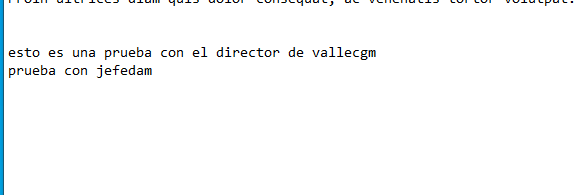 Proin ultrices diam quis dolor consequat, ac venenatis tortor volutpat.
esto es una prueba con el director de vallecgm
prueba con jefedam